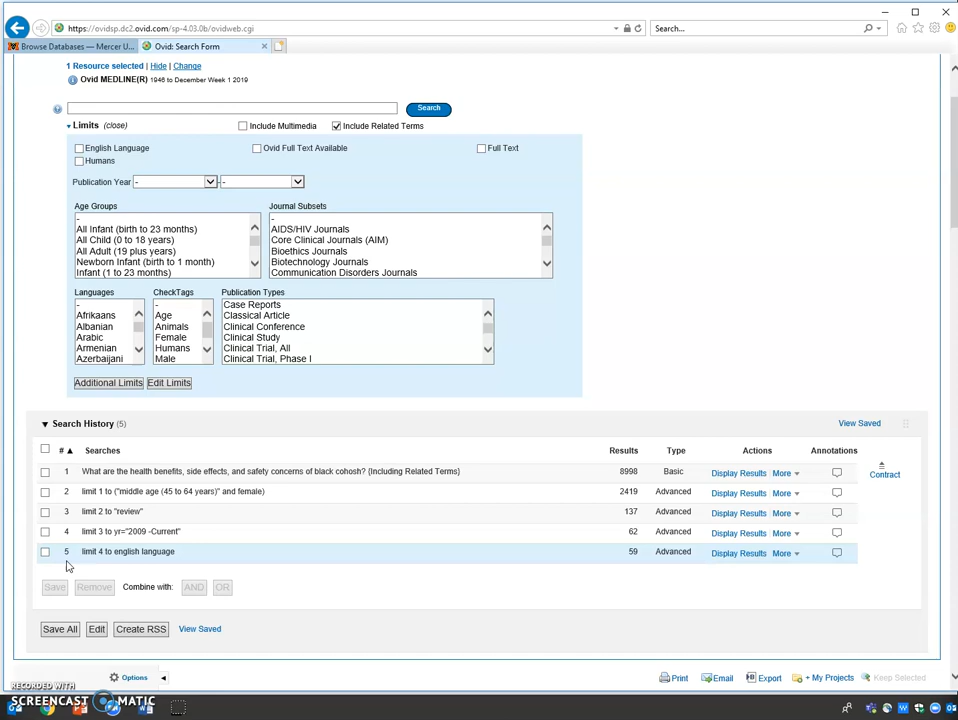 https://ovidsp.dc2.ovid.com/sp-4.03.0b/ovidweb.cgi
Search...
Browse Databases — Mercer U...
Ovid: Search Form
1 Resource selected | Hide | Change
Ovid MEDLINE(R) 1946 to December Week 1 2019
Search
Limits (close)
Include Multimedia
Include Related Terms
English Language
Ovid Full Text Available
Full Text
Humans
Publication Year - - -
Age Groups
Journal Subsets
-
All Infant (birth to 23 months)
All Child (0 to 18 years)
All Adult (19 plus years)
Newborn Infant (birth to 1 month)
Infant (1 to 23 months)
-
AIDS/HIV Journals
Core Clinical Journals (AIM)
Bioethics Journals
Biotechnology Journals
Communication Disorders Journals
Languages
CheckTags
Publication Types
-
Afrikaans
Albanian
Arabic
Armenian
Azerbaijani
-
Age
Animals
Female
Humans
Male
Case Reports
Classical Article
Clinical Conference
Clinical Study
Clinical Trial, All
Clinical Trial, Phase I
Additional Limits
Edit Limits
Search History (5)
View Saved
# ▲ Searches Results Type Actions Annotations
1 What are the health benefits, side effects, and safety concerns of black cohosh? {Including Related Terms} 8998 Basic Display Results More
Contract
2 limit 1 to ("middle age (45 to 64 years)" and female) 2419 Advanced Display Results More
3 limit 2 to "review" 137 Advanced Display Results More
4 limit 3 to yr="2009 -Current" 62 Advanced Display Results More
5 limit 4 to english language 59 Advanced Display Results More
Save Remove Combine with: AND OR
Save All Edit Create RSS View Saved
Options
Print Email Export + My Projects Keep Selected
RECORDED WITH
SCREENCAST MATIC